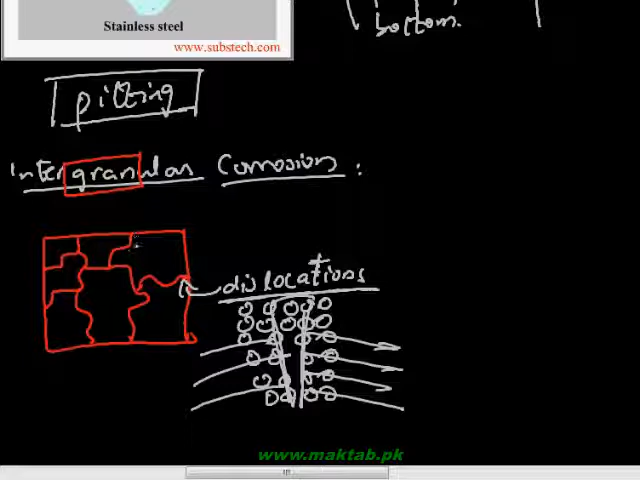 Stainless steel
www.substech.com
bottom.
pitting
Intergranular Corrosion :
dislocations
www.maktab.pk